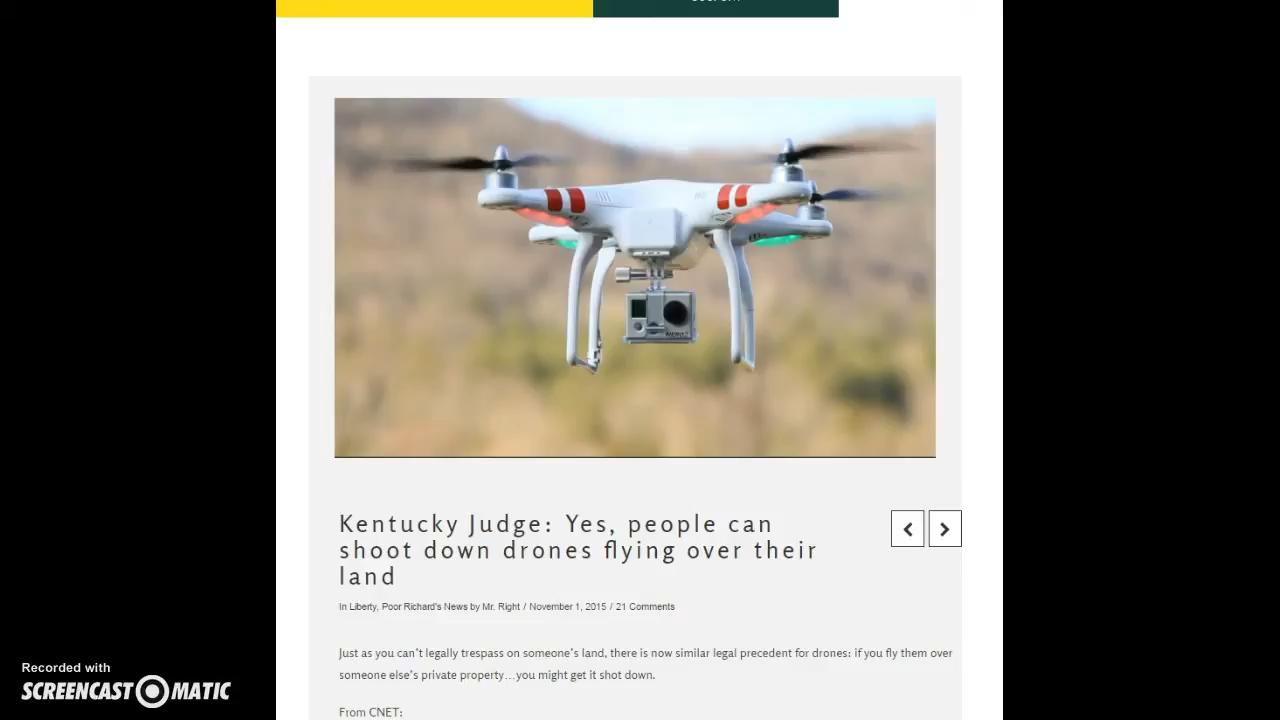 Kentucky Judge: Yes, people can
shoot down drones flying over their
land
In Liberty, Poor Richard's News by Mr. Right / November 1, 2015 / 21 Comments
Just as you can't legally trespass on someone's land, there is now similar legal precedent for drones: if you fly them over
someone else's private property…you might get it shot down.
From CNET:
Recorded with
SCREENCAST MATIC